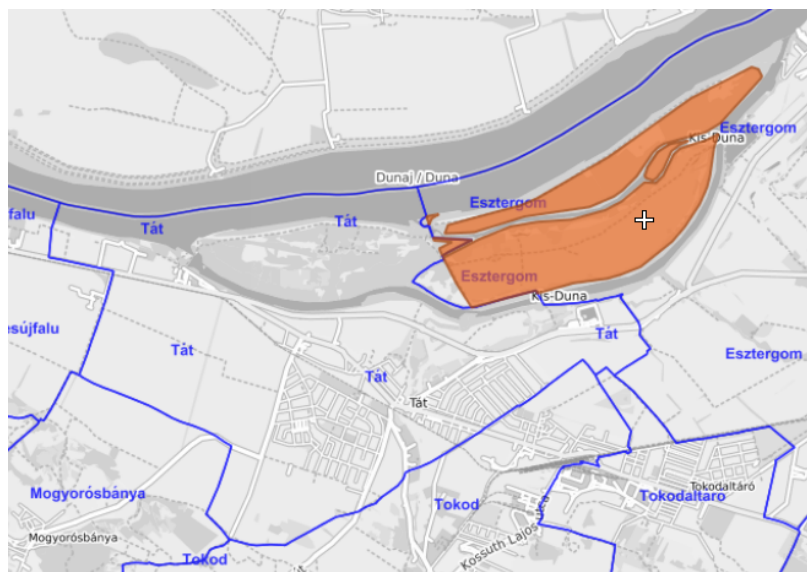 Esztergom
Kis-Duna
Dunaj / Duna
Esztergom
falu
Tát
Tát
Esztergom
Kis-Duna
esújfalu
Tát
Tát
Esztergom
Tát
Tát
Mogyorósbánya
Tokod
Tokodaltáró
Tokodaltáró
Mogyorósbánya
Kossuth Lajos utca
Tokod